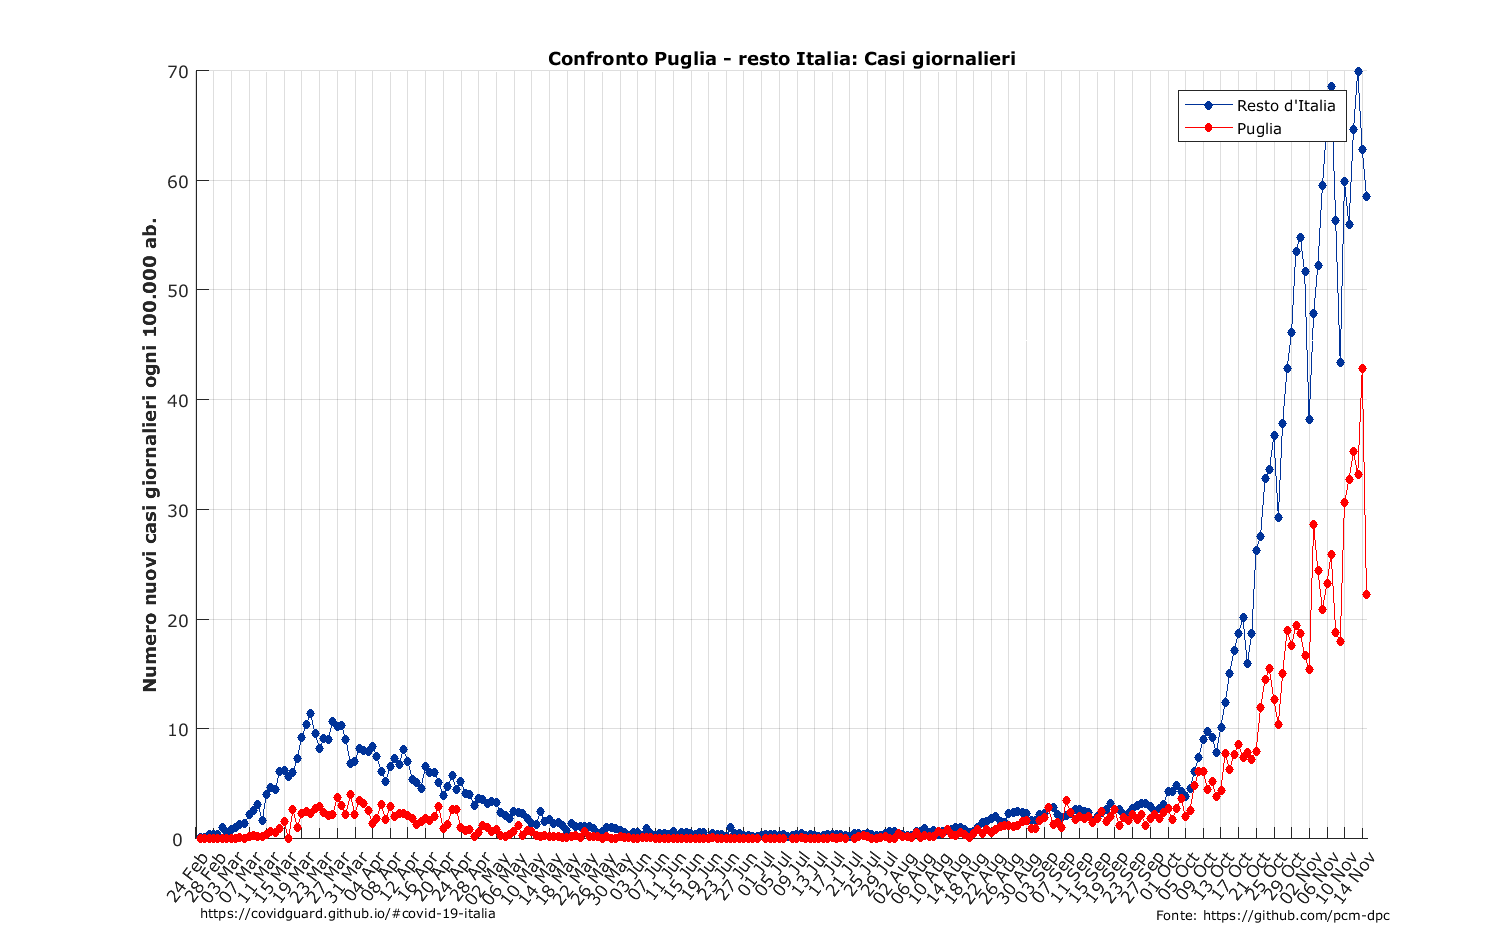 Confronto Puglia - resto Italia: Casi giornalieri
Numero nuovi casi giornalieri ogni 100.000 ab.
70
60
50
40
30
20
10
0
Resto d'Italia
Puglia
24 Feb
28 Feb
03 Mar
07 Mar
11 Mar
15 Mar
19 Mar
23 Mar
27 Mar
31 Mar
04 Apr
08 Apr
12 Apr
16 Apr
20 Apr
24 Apr
28 Apr
02 May
06 May
10 May
14 May
18 May
22 May
26 May
30 May
03 Jun
07 Jun
11 Jun
15 Jun
19 Jun
23 Jun
27 Jun
01 Jul
05 Jul
09 Jul
13 Jul
17 Jul
21 Jul
25 Jul
29 Jul
02 Aug
06 Aug
10 Aug
14 Aug
18 Aug
22 Aug
26 Aug
30 Aug
03 Sep
07 Sep
11 Sep
15 Sep
19 Sep
23 Sep
27 Sep
01 Oct
05 Oct
09 Oct
13 Oct
17 Oct
21 Oct
25 Oct
29 Oct
02 Nov
06 Nov
10 Nov
14 Nov
https://covidguard.github.io/#covid-19-italia
Fonte: https://github.com/pcm-dpc